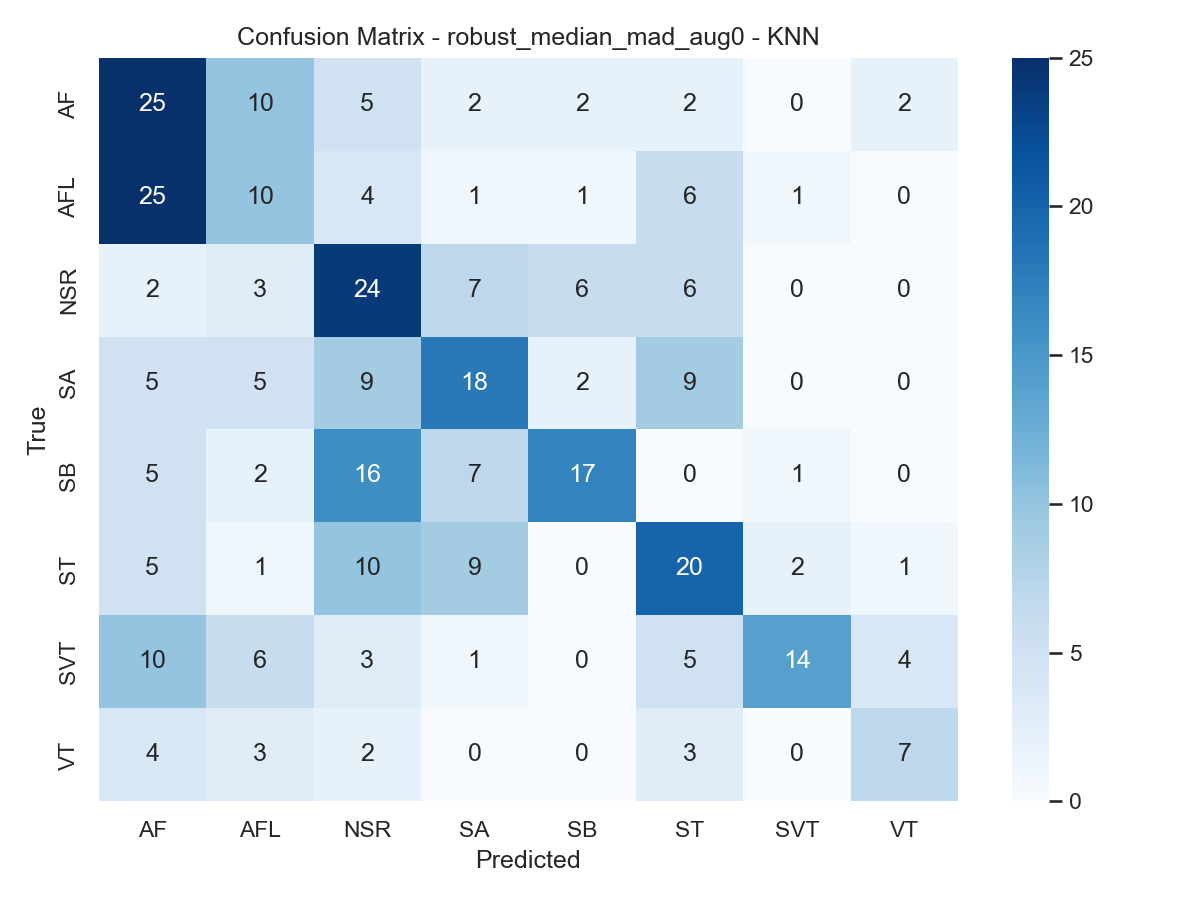 Confusion Matrix - robust_median_mad_aug0 - KNN
AF 25 10 5 2 2 2 0 2
AFL 25 10 4 1 1 6 1 0
NSR 2 3 24 7 6 6 0 0
SA 5 5 9 18 2 9 0 0
SB 5 2 16 7 17 0 1 0
ST 5 1 10 9 0 20 2 1
SVT 10 6 3 1 0 5 14 4
VT 4 3 2 0 0 3 0 7
AF AFL NSR SA SB ST SVT VT
Predicted
True
25
20
15
10
5
0